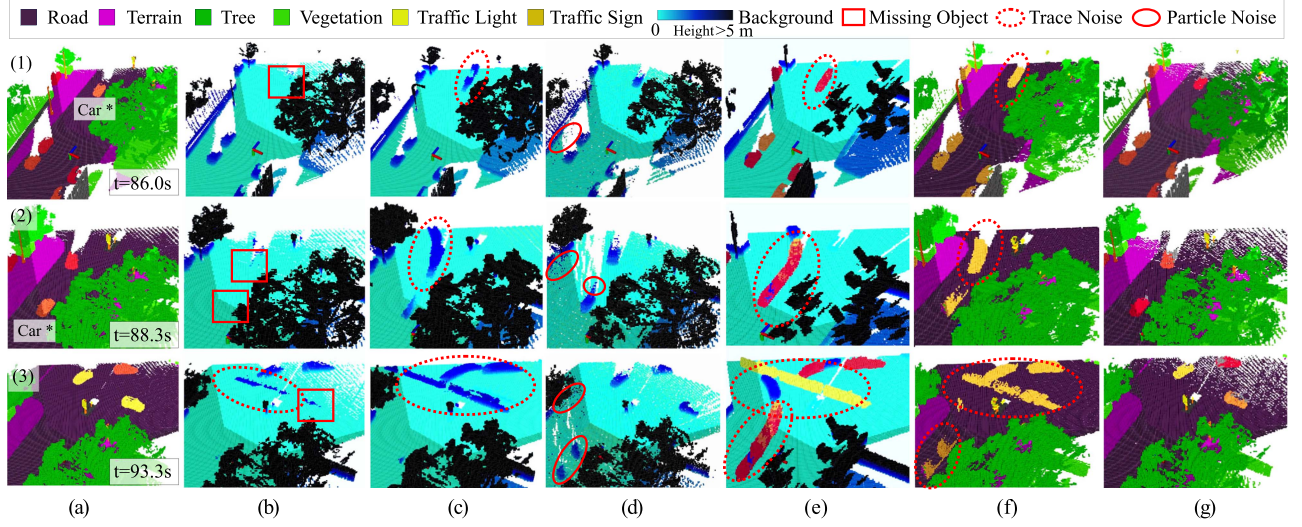 Road Terrain Tree Vegetation Traffic Light Traffic Sign Background Missing Object Trace Noise Particle Noise
0 Height>5 m
(1)
Car *
t=86.0s
(2)
Car *
t=88.3s
(3)
t=93.3s
(a) (b) (c) (d) (e) (f) (g)